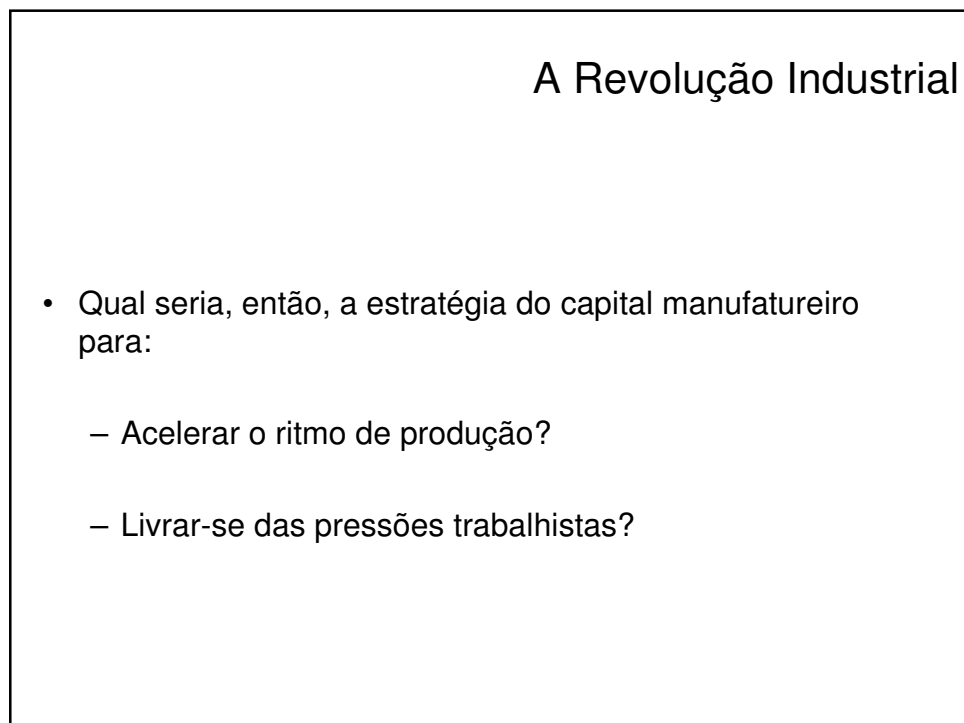 A Revolução Industrial
• Qual seria, então, a estratégia do capital manufatureiro
para:
– Acelerar o ritmo de produção?
– Livrar-se das pressões trabalhistas?